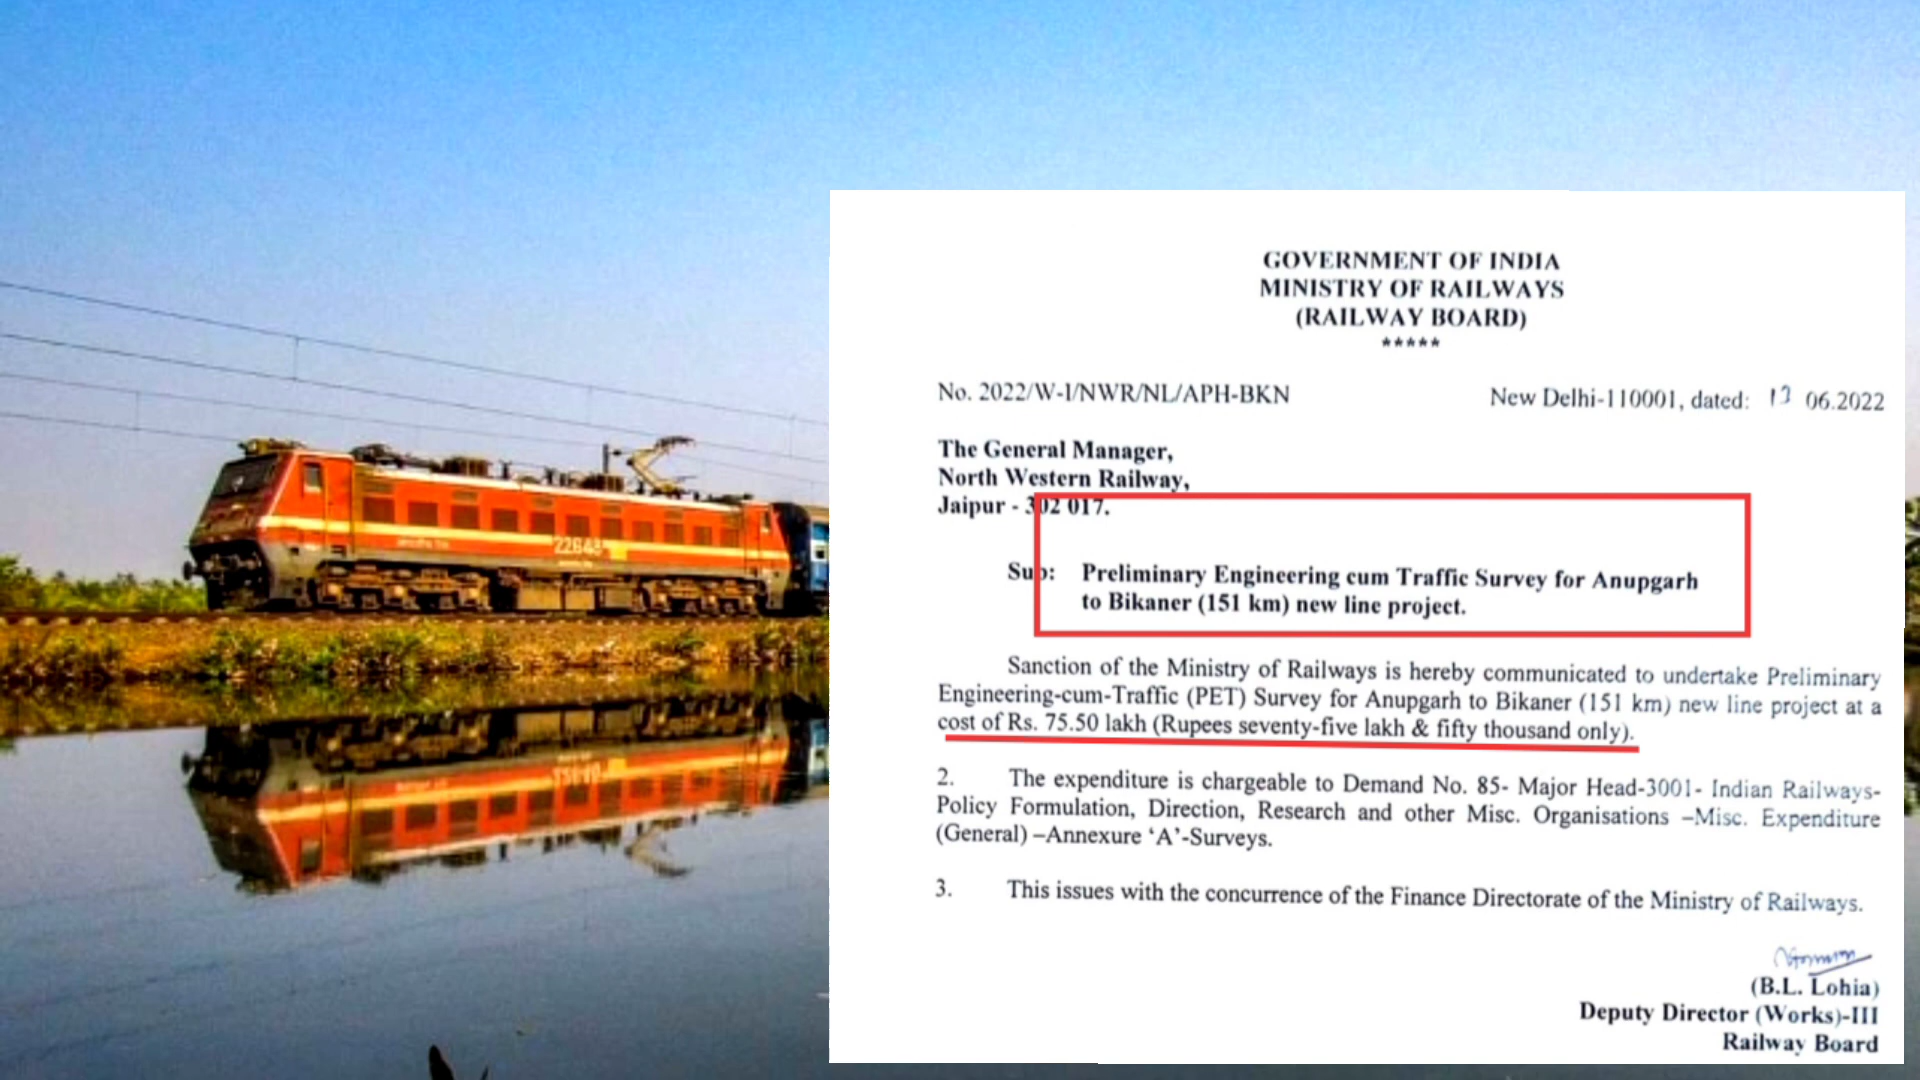 22648
GOVERNMENT OF INDIA
MINISTRY OF RAILWAYS
(RAILWAY BOARD)
*****
No. 2022/W-I/NWR/NL/APH-BKN
New Delhi-110001, dated: 06.2022
The General Manager,
North Western Railway,
Jaipur - 302 017.
Sub: Preliminary Engineering cum Traffic Survey for Anupgarh
to Bikaner (151 km) new line project.
Sanction of the Ministry of Railways is hereby communicated to undertake Preliminary
Engineering-cum-Traffic (PET) Survey for Anupgarh to Bikaner (151 km) new line project at a
cost of Rs. 75.50 lakh (Rupees seventy-five lakh & fifty thousand only).
2. The expenditure is chargeable to Demand No. 85- Major Head-3001- Indian Railways-
Policy Formulation, Direction, Research and other Misc. Organisations –Misc. Expenditure
(General) –Annexure ‘A’-Surveys.
3. This issues with the concurrence of the Finance Directorate of the Ministry of Railways.
(B.L. Lohia)
Deputy Director (Works)-III
Railway Board